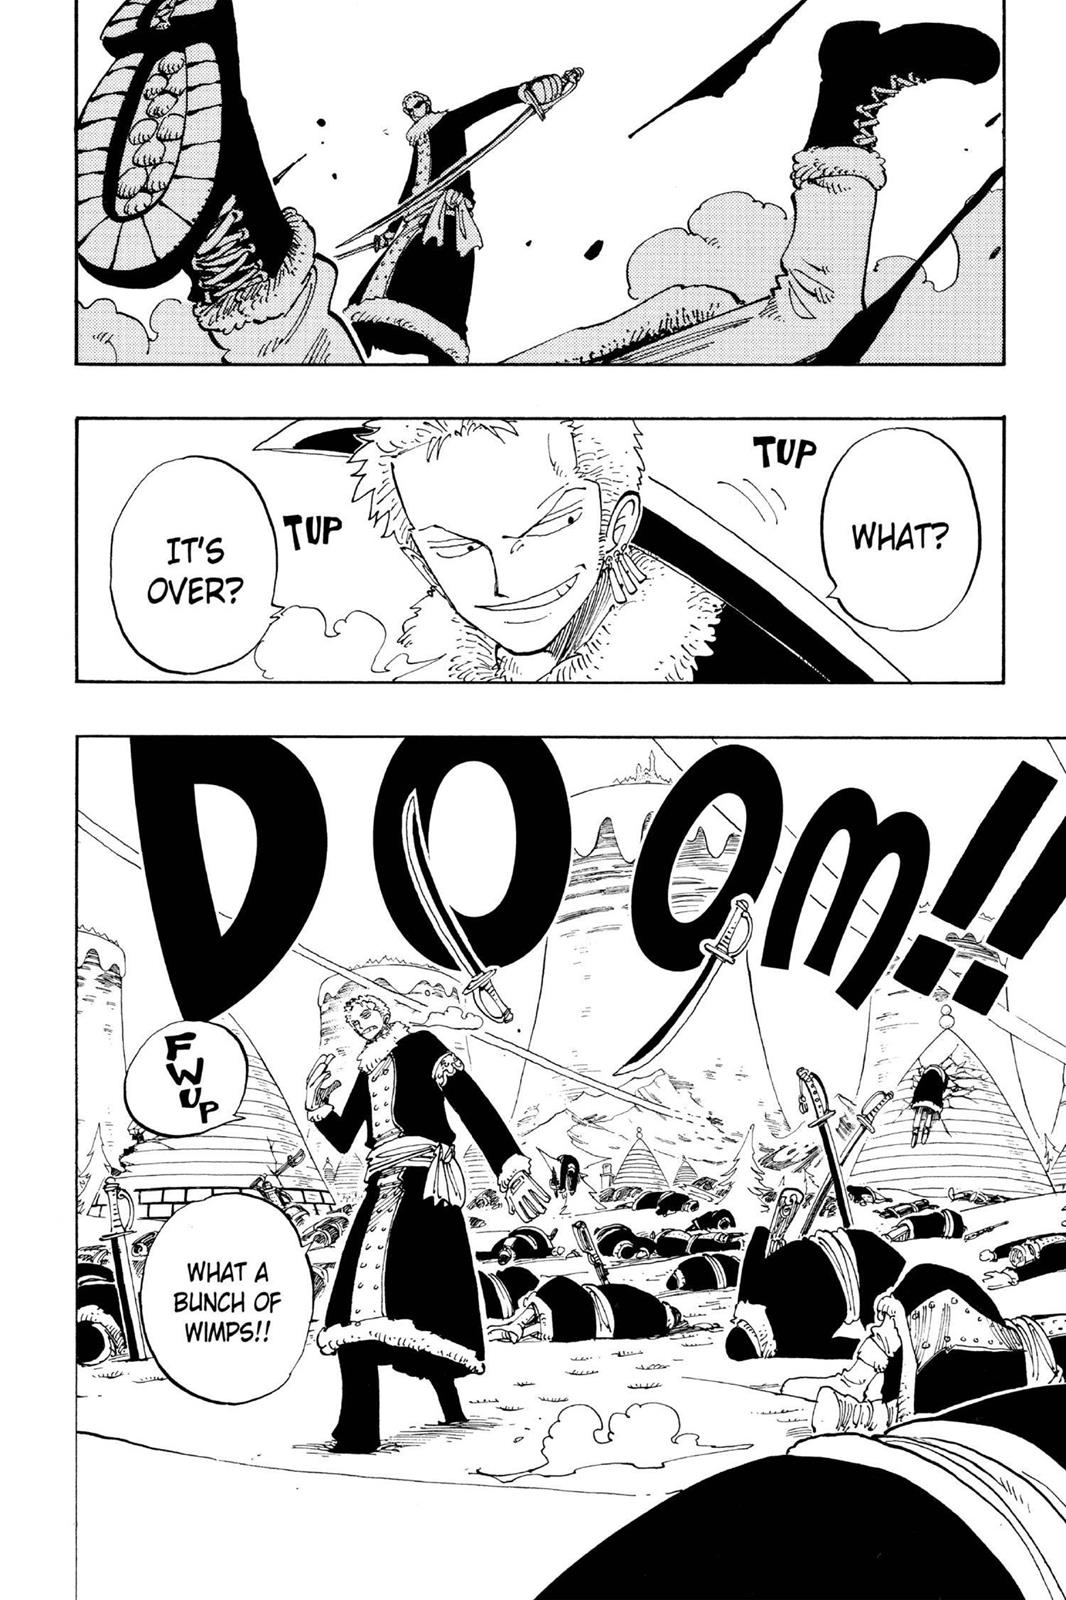 TUP
WHAT?
TUP
IT'S
OVER?
DOOM!!
FWUP
WHAT A
BUNCH OF
WIMPS!!